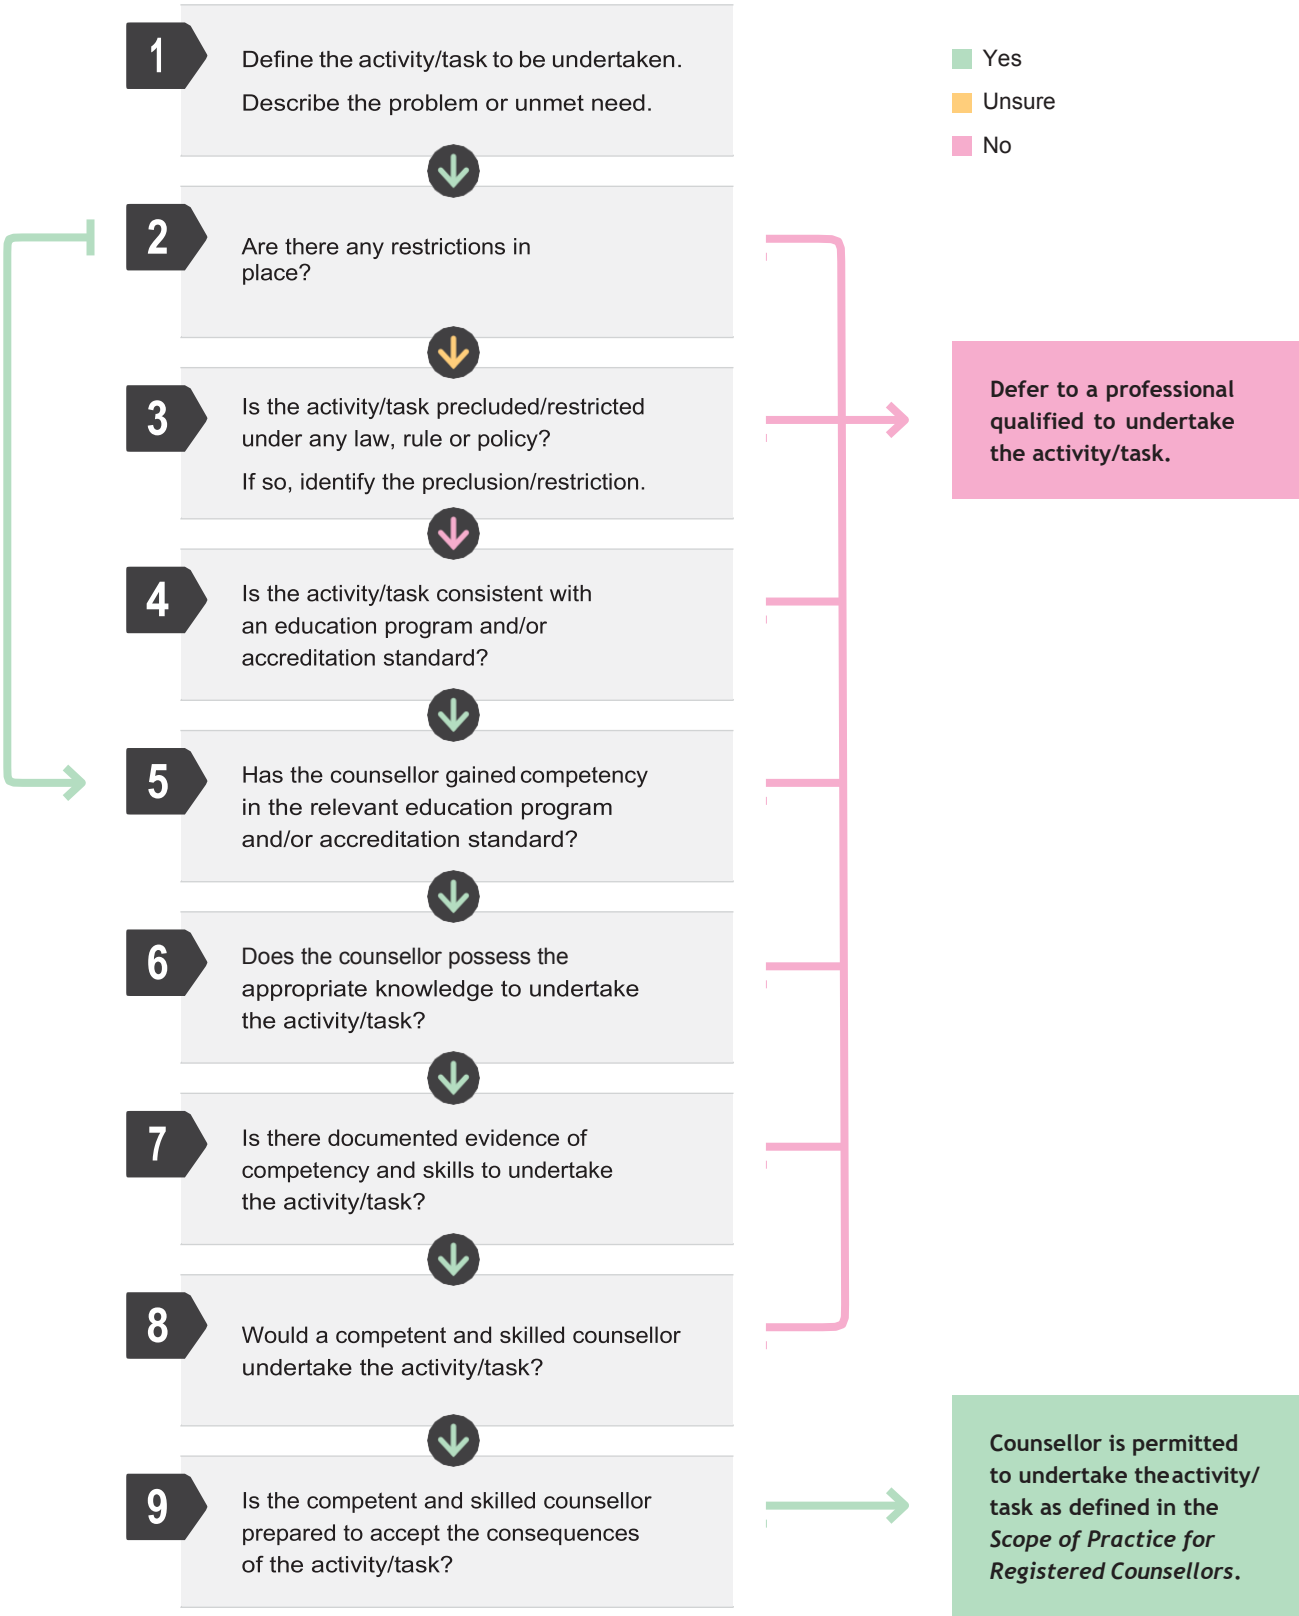 1
Define the activity/task to be undertaken.
Describe the problem or unmet need.
Yes
Unsure
No
2
Are there any restrictions in
place?
3
Is the activity/task precluded/restricted
under any law, rule or policy?
If so, identify the preclusion/restriction.
Defer to a professional
qualified to undertake
the activity/task.
4
Is the activity/task consistent with
an education program and/or
accreditation standard?
5
Has the counsellor gained competency
in the relevant education program
and/or accreditation standard?
6
Does the counsellor possess the
appropriate knowledge to undertake
the activity/task?
7
Is there documented evidence of
competency and skills to undertake
the activity/task?
8
Would a competent and skilled counsellor
undertake the activity/task?
9
Is the competent and skilled counsellor
prepared to accept the consequences
of the activity/task?
Counsellor is permitted
to undertake the activity/
task as defined in the
Scope of Practice for
Registered Counsellors.